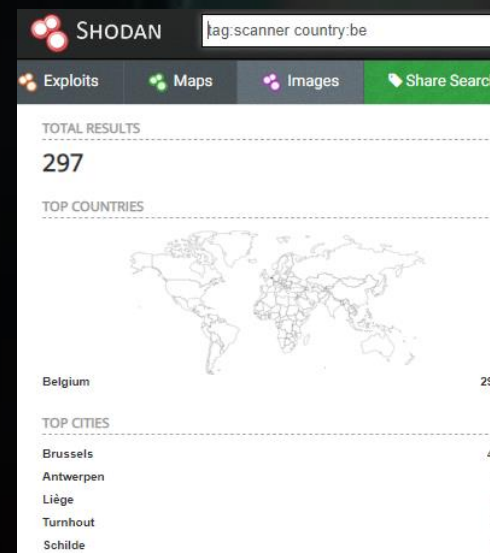 SHODAN
tag:scanner country:be
Exploits
Maps
Images
Share Search
TOTAL RESULTS
297
TOP COUNTRIES
Belgium
TOP CITIES
Brussels
Antwerpen
Liège
Turnhout
Schilde